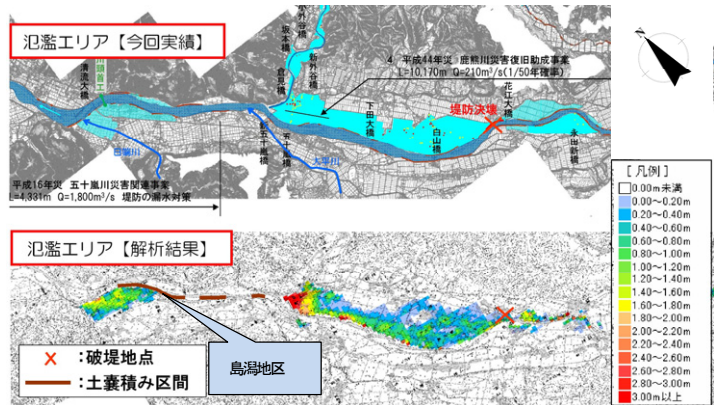 氾濫エリア【今回実績】
4 平成44年災 鹿熊川災害復旧助成事業
L=10,170m Q=210m³/s(1/50年確率)
清流大橋
頭首工
坂本橋
外谷橋
新外谷橋
五十嵐橋
下田大橋
白山橋
堤防決壊
花江大橋
永出橋
大平川
平成16年災 五十嵐川災害関連事業
L=4,331m Q=1,800m³/s 堤防の漏水対策
氾濫エリア【解析結果】
島潟地区
×:破堤地点
:土嚢積み区間
[凡例]
0.00m未満
0.00~0.20m
0.20~0.40m
0.40~0.60m
0.60~0.80m
0.80~1.00m
1.00~1.20m
1.20~1.40m
1.40~1.60m
1.60~1.80m
1.80~2.00m
2.00~2.20m
2.20~2.40m
2.40~2.60m
2.60~2.80m
2.80~3.00m
3.00m以上